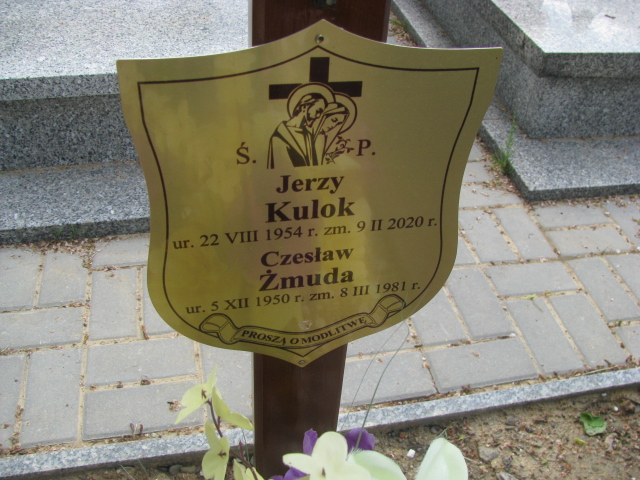 Ś. P.
Jerzy
Kulok
ur. 22 VIII 1954 r. zm. 9 II 2020 r.
Czesław
Żmuda
ur. 5 XII 1950 r. zm. 8 III 1981 r.
PROSZĄ O MODLITWĘ